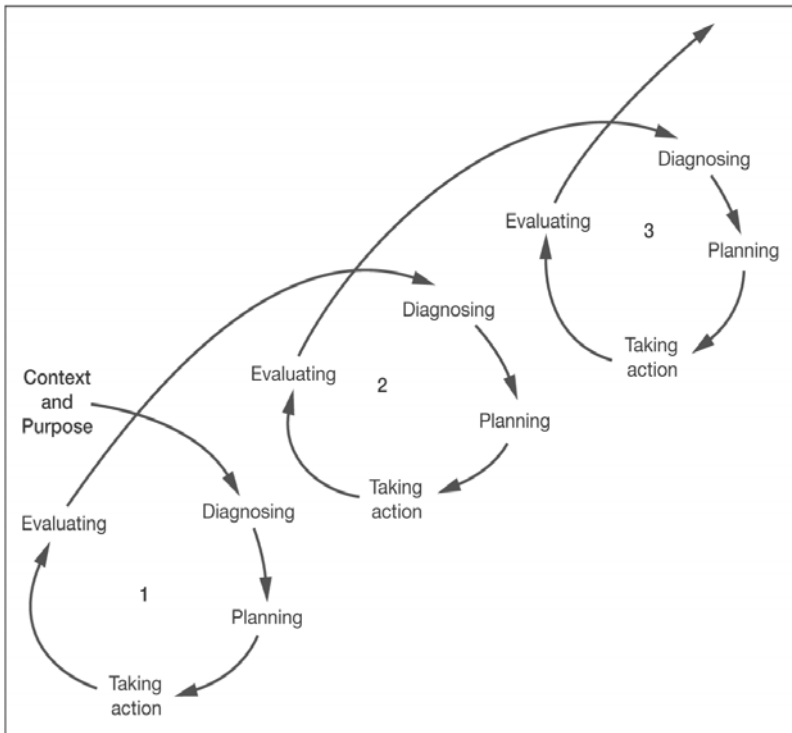 Diagnosing
Evaluating
3
Planning
Taking
action
Diagnosing
Evaluating
2
Planning
Taking
action
Context
and
Purpose
Diagnosing
Evaluating
1
Planning
Taking
action